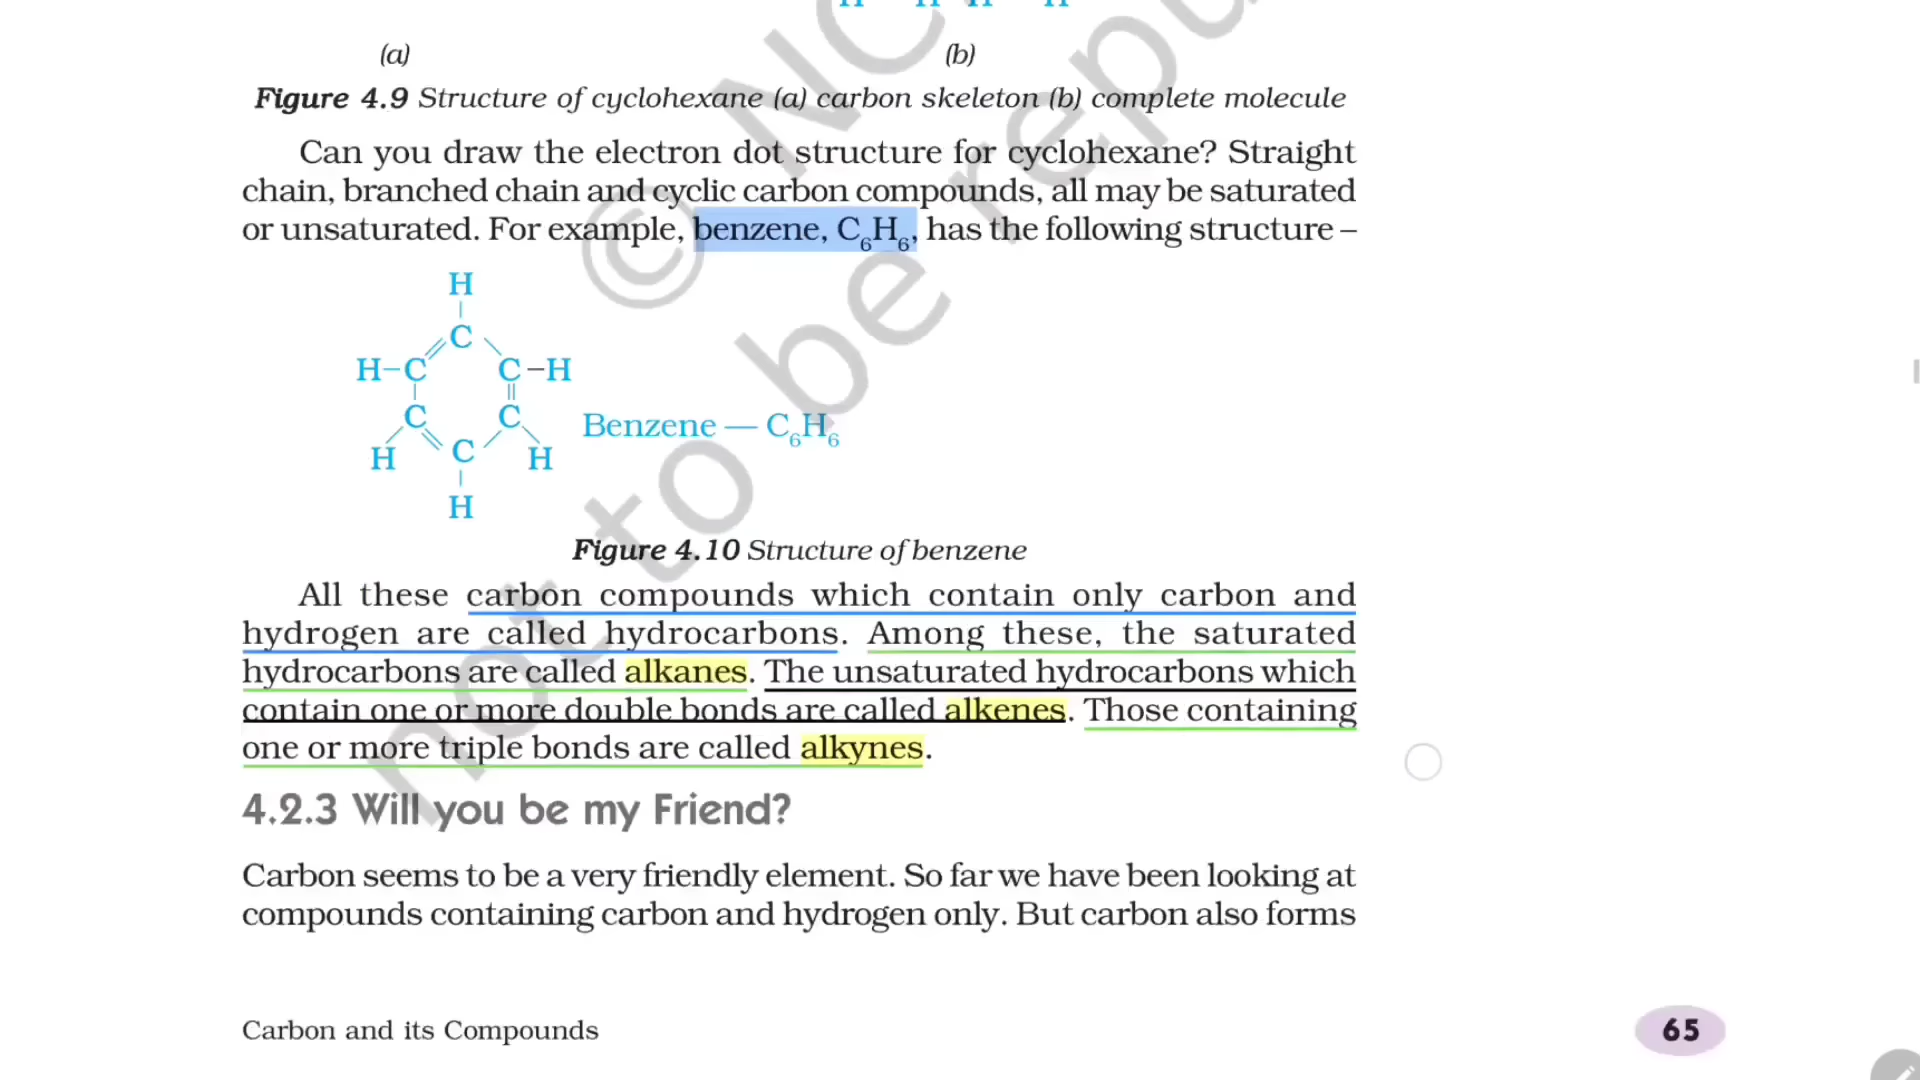 (a) (b)
Figure 4.9 Structure of cyclohexane (a) carbon skeleton (b) complete molecule
Can you draw the electron dot structure for cyclohexane? Straight
chain, branched chain and cyclic carbon compounds, all may be saturated
or unsaturated. For example, benzene, C₆H₆, has the following structure –
H
C
H–C C–H
C C
Benzene — C₆H₆
H C H
H
Figure 4.10 Structure of benzene
All these carbon compounds which contain only carbon and
hydrogen are called hydrocarbons. Among these, the saturated
hydrocarbons are called alkanes. The unsaturated hydrocarbons which
contain one or more double bonds are called alkenes. Those containing
one or more triple bonds are called alkynes.
4.2.3 Will you be my Friend?
Carbon seems to be a very friendly element. So far we have been looking at
compounds containing carbon and hydrogen only. But carbon also forms
Carbon and its Compounds
65
© NC
not to be repu